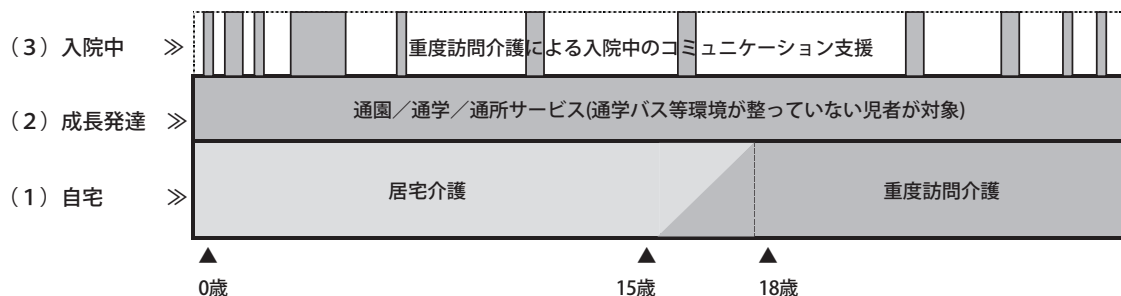 （３）入院中 ≫ 重度訪問介護による入院中のコミュニケーション支援
（２）成長発達 ≫ 通園／通学／通所サービス(通学バス等環境が整っていない児者が対象)
（１）自宅 ≫ 居宅介護 重度訪問介護
▲ ▲ ▲
0歳 15歳 18歳